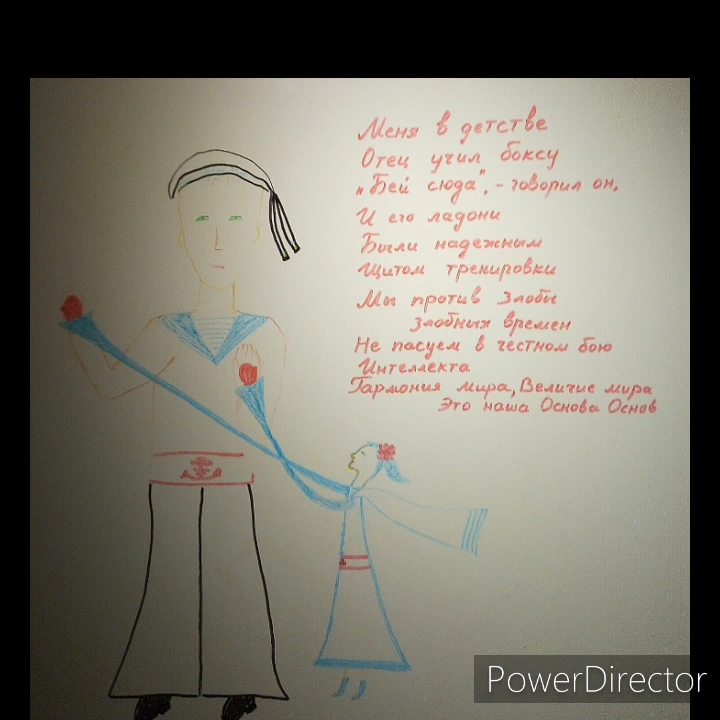 Меня в детстве
Отец учил боксу
„Бей сюда", - говорил он,
И его ладони
Были надежным
Щитом тренировки
Мы против Злобы
злобных времен
Не пасуем в честном бою
Интеллекта
Гармония мира, Величие мира
Это наша Основа Основ
PowerDirector